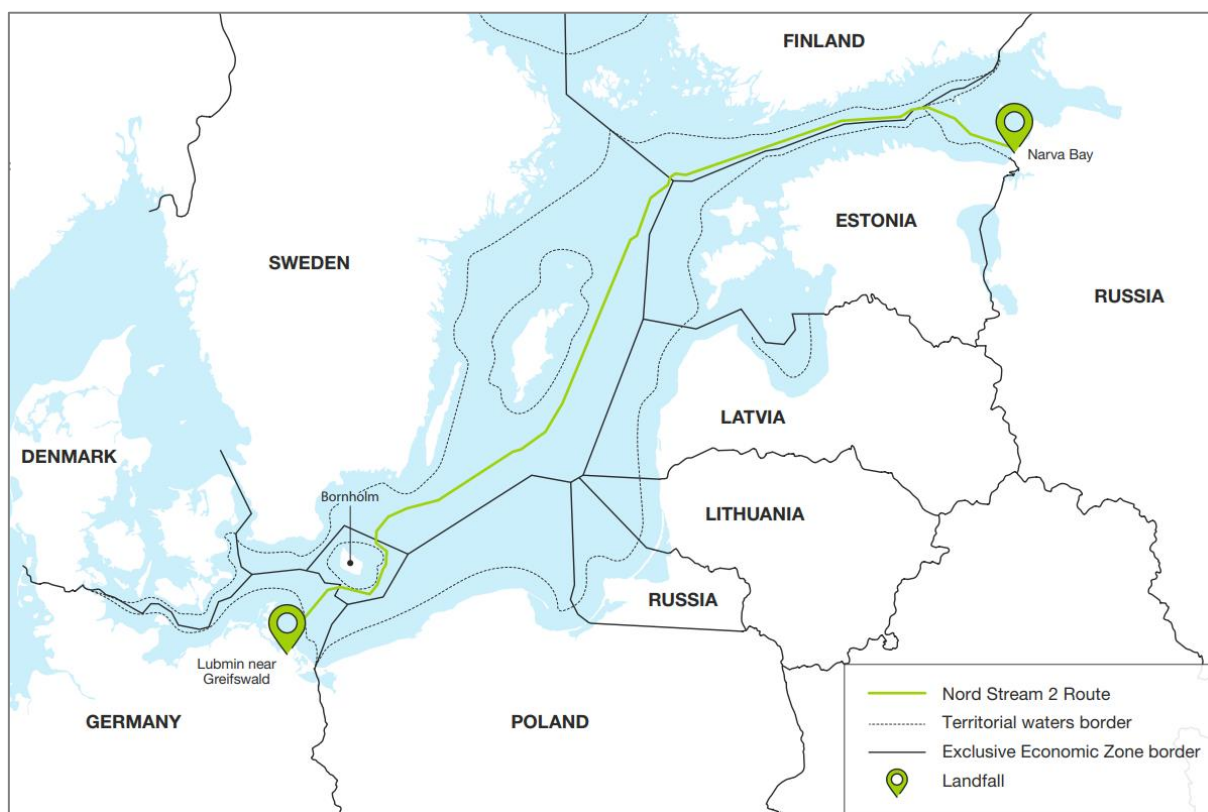 FINLAND
Narva Bay
ESTONIA
SWEDEN
RUSSIA
LATVIA
DENMARK
Bornholm
LITHUANIA
RUSSIA
Lubmin near
Greifswald
GERMANY
POLAND
Nord Stream 2 Route
Territorial waters border
Exclusive Economic Zone border
Landfall